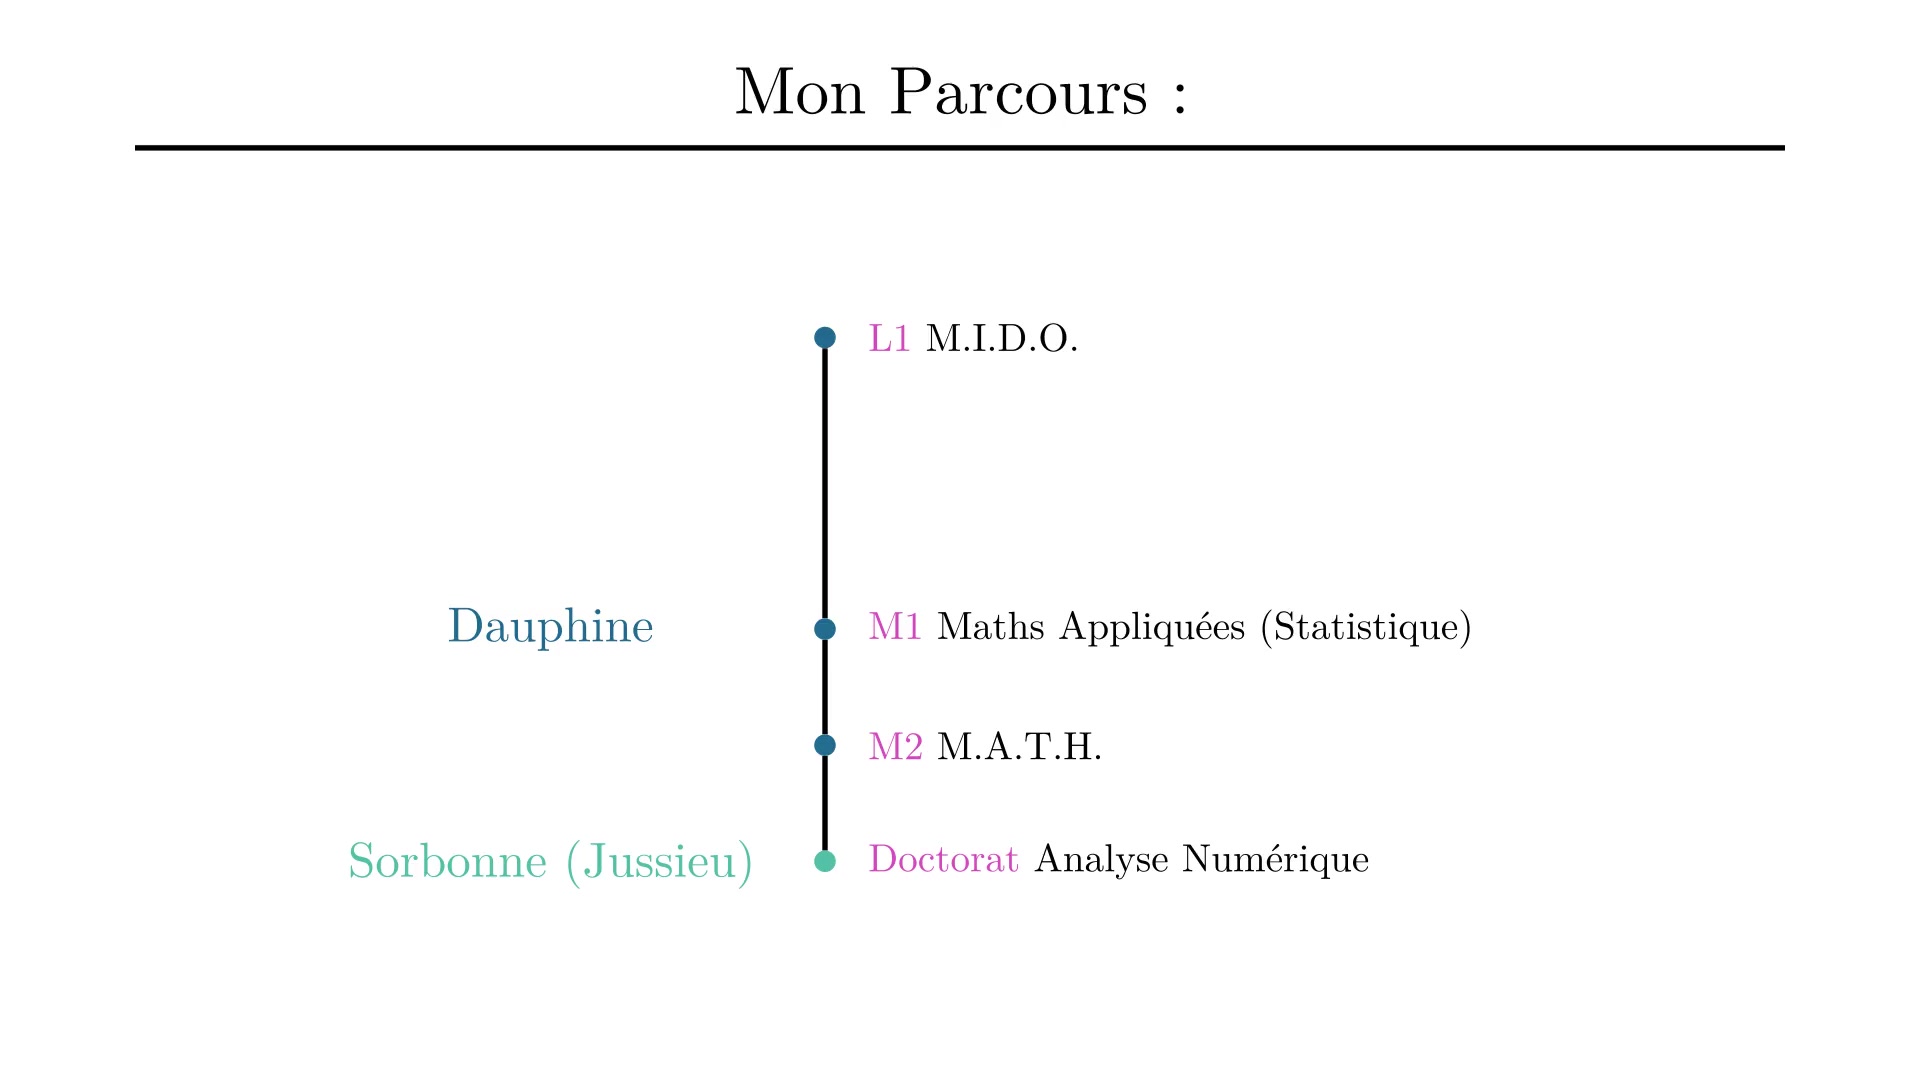 Mon Parcours :
L1 M.I.D.O.
Dauphine
M1 Maths Appliquées (Statistique)
M2 M.A.T.H.
Sorbonne (Jussieu)
Doctorat Analyse Numérique